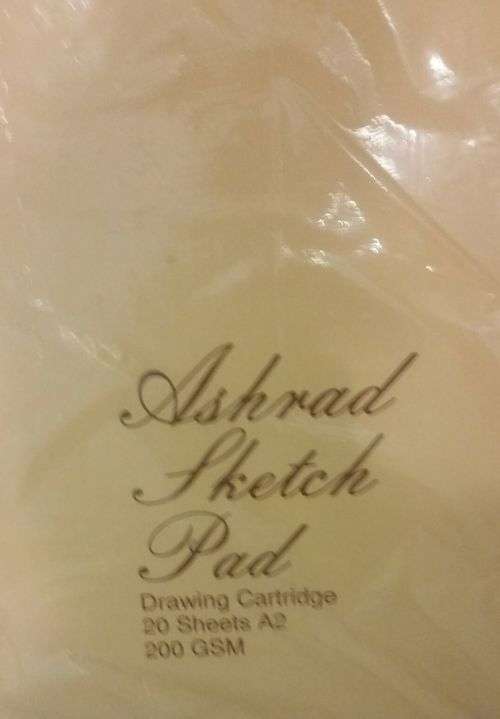 Ashrad
Sketch
Pad
Drawing Cartridge
20 Sheets A2
200 GSM